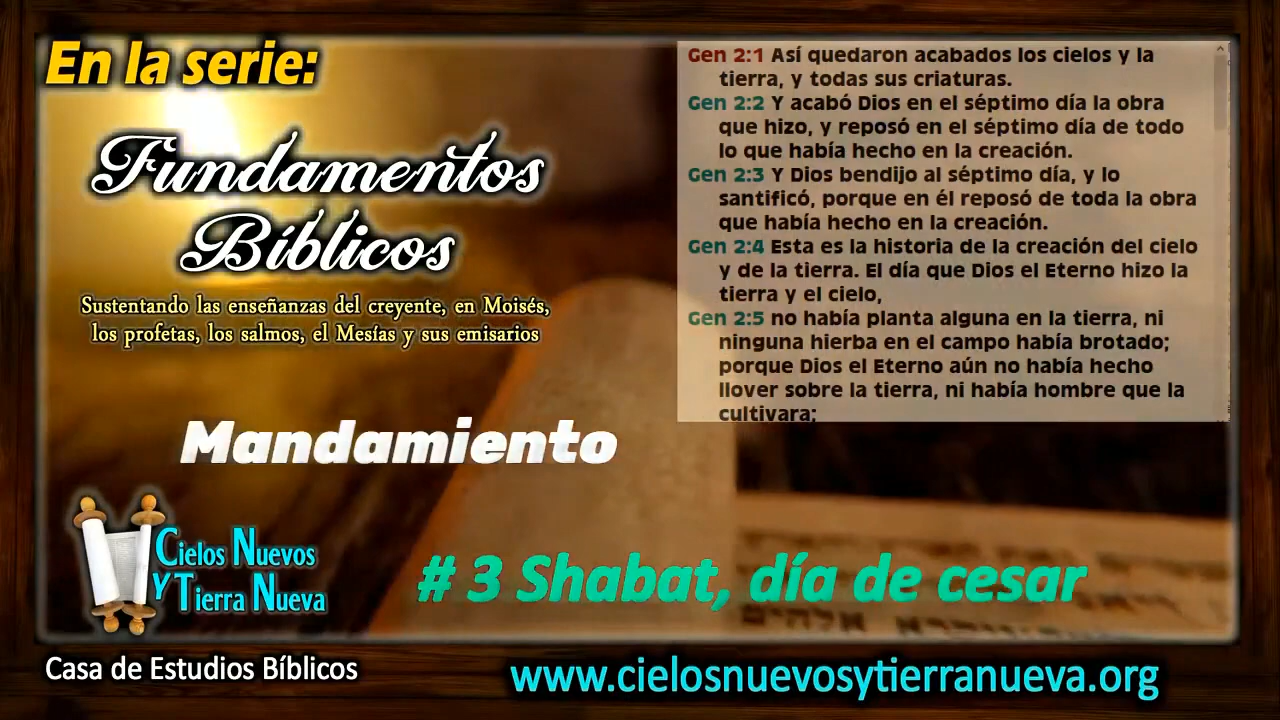 En la serie:
Fundamentos
Bíblicos
Sustentando las enseñanzas del creyente, en Moisés,
los profetas, los salmos, el Mesías y sus emisarios
Gen 2:1 Así quedaron acabados los cielos y la
tierra, y todas sus criaturas.
Gen 2:2 Y acabó Dios en el séptimo día la obra
que hizo, y reposó en el séptimo día de todo
lo que había hecho en la creación.
Gen 2:3 Y Dios bendijo al séptimo día, y lo
santificó, porque en él reposó de toda la obra
que había hecho en la creación.
Gen 2:4 Esta es la historia de la creación del cielo
y de la tierra. El día que Dios el Eterno hizo la
tierra y el cielo,
Gen 2:5 no había planta alguna en la tierra, ni
ninguna hierba en el campo había brotado;
porque Dios el Eterno aún no había hecho
llover sobre la tierra, ni había hombre que la
cultivara;
Mandamiento
# 3 Shabat, día de cesar
Cielos Nuevos
Y Tierra Nueva
Casa de Estudios Bíblicos
www.cielosnuevosytierranueva.org